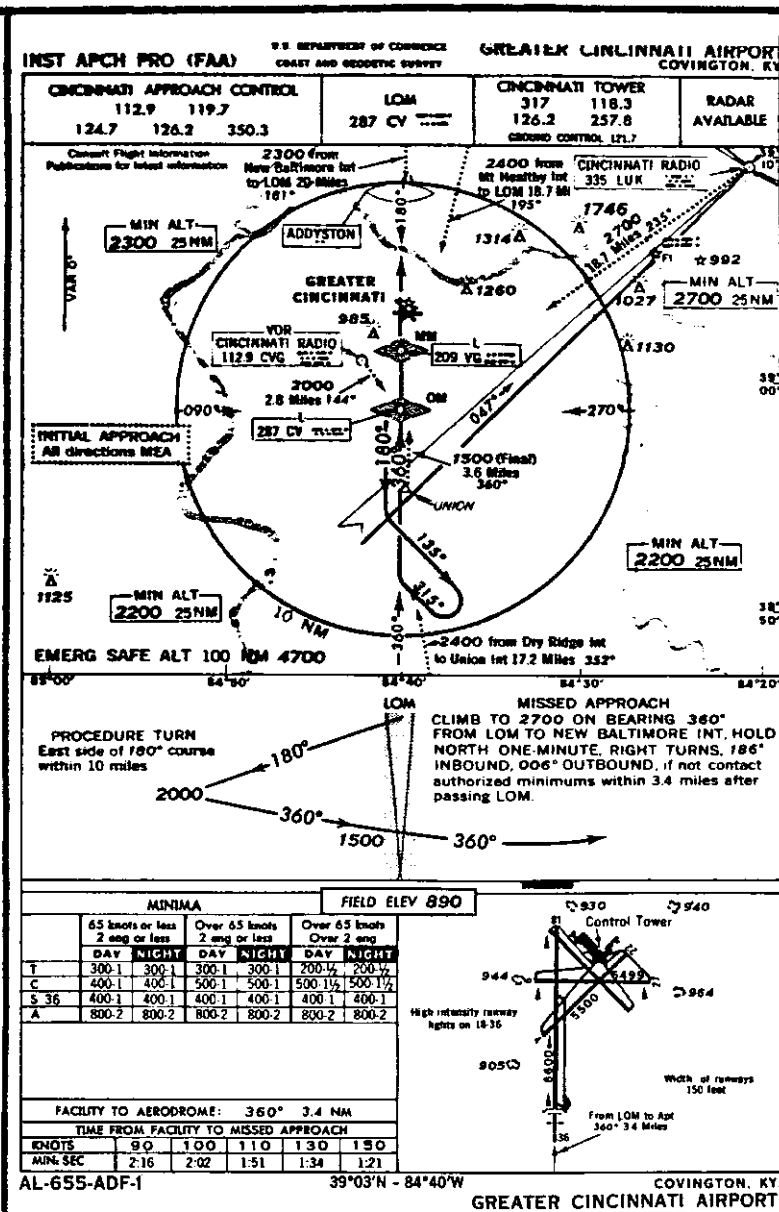 INST APCH PRO (FAA)
U.S. DEPARTMENT OF COMMERCE
COAST AND GEODETIC SURVEY
GREATER CINCINNATI AIRPORT
COVINGTON, KY
CINCINNATI APPROACH CONTROL
112.9 119.7
124.7 126.2 350.3
LOM
287 CV
CINCINNATI TOWER
317 118.3
126.2 257.8
GROUND CONTROL 121.7
RADAR
AVAILABLE
Consult Flight Information
Publications for latest information
2300 from
New Baltimore Int
to LOM 20 Miles
181°
2400 from
Mt Healthy Int
to LOM 18.7 Mi
195°
CINCINNATI RADIO
335 LUK
VAR 0°
MIN ALT
2300 25NM
ADDYSTON
180°
1314
1746
2700
18.7 Miles 235°
F1
992
GREATER
CINCINNATI
1260
1027
MIN ALT
2700 25NM
985
MM
VOR
CINCINNATI RADIO
112.9 CVG
L
209 VG
1130
39°
00'
2000
2.8 Miles 144°
OM
090°
270°
L
287 CV
047°
INITIAL APPROACH
All directions MEA
180°
360°
1500 (Final)
3.6 Miles
360°
UNION
135°
315°
MIN ALT
2200 25NM
1125
MIN ALT
2200 25NM
10 NM
360°
38°
50'
2400 from Dry Ridge Int
to Union Int 17.2 Miles 352°
EMERG SAFE ALT 100 NM 4700
85°00'
84°50'
84°40'
84°30'
84°20'
LOM
PROCEDURE TURN
East side of 180° course
within 10 miles
180°
2000
360°
1500
360°
MISSED APPROACH
CLIMB TO 2700 ON BEARING 360°
FROM LOM TO NEW BALTIMORE INT, HOLD
NORTH ONE-MINUTE, RIGHT TURNS, 186°
INBOUND, 006° OUTBOUND, if not contact
authorized minimums within 3.4 miles after
passing LOM.
MINIMA
FIELD ELEV 890
65 knots or less 2 eng or less
Over 65 knots 2 eng or less
Over 65 knots Over 2 eng
DAY NIGHT DAY NIGHT DAY NIGHT
T 300-1 300-1 300-1 300-1 200-½ 200-½
C 400-1 400-1 500-1 500-1 500-1½ 500-1½
S 36 400-1 400-1 400-1 400-1 400-1 400-1
A 800-2 800-2 800-2 800-2 800-2 800-2
FACILITY TO AERODROME: 360° 3.4 NM
TIME FROM FACILITY TO MISSED APPROACH
KNOTS 90 100 110 130 150
MIN: SEC 2:16 2:02 1:51 1:34 1:21
930
940
Control Tower
944
5499
964
High intensity runway
lights on 18-36
5500
905
6600
Width of runways
150 feet
From LOM to Apt
360° 3.4 Miles
36
AL-655-ADF-1
39°03'N - 84°40'W
COVINGTON, KY
GREATER CINCINNATI AIRPORT